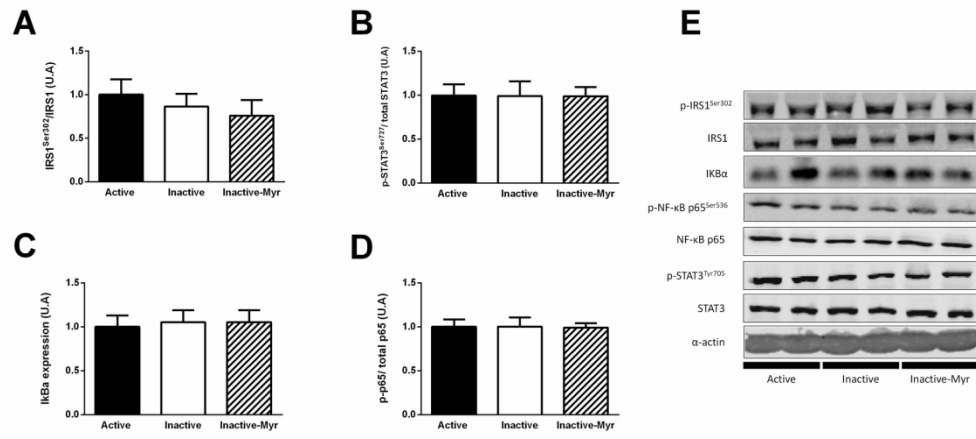 A
IRS1Ser302/IRS1 (U.A)
1.5
1.0
0.5
0.0
Active
Inactive
Inactive-Myr
B
p-STAT3Ser727/ total STAT3 (U.A)
1.5
1.0
0.5
0.0
Active
Inactive
Inactive-Myr
C
IkBa expression (U.A)
1.5
1.0
0.5
0.0
Active
Inactive
Inactive-Myr
D
p-p65/ total p65 (U.A)
1.5
1.0
0.5
0.0
Active
Inactive
Inactive-Myr
E
p-IRS1Ser302
IRS1
IKBα
p-NF-κB p65Ser536
NF-κB p65
p-STAT3Tyr705
STAT3
α-actin
Active
Inactive
Inactive-Myr